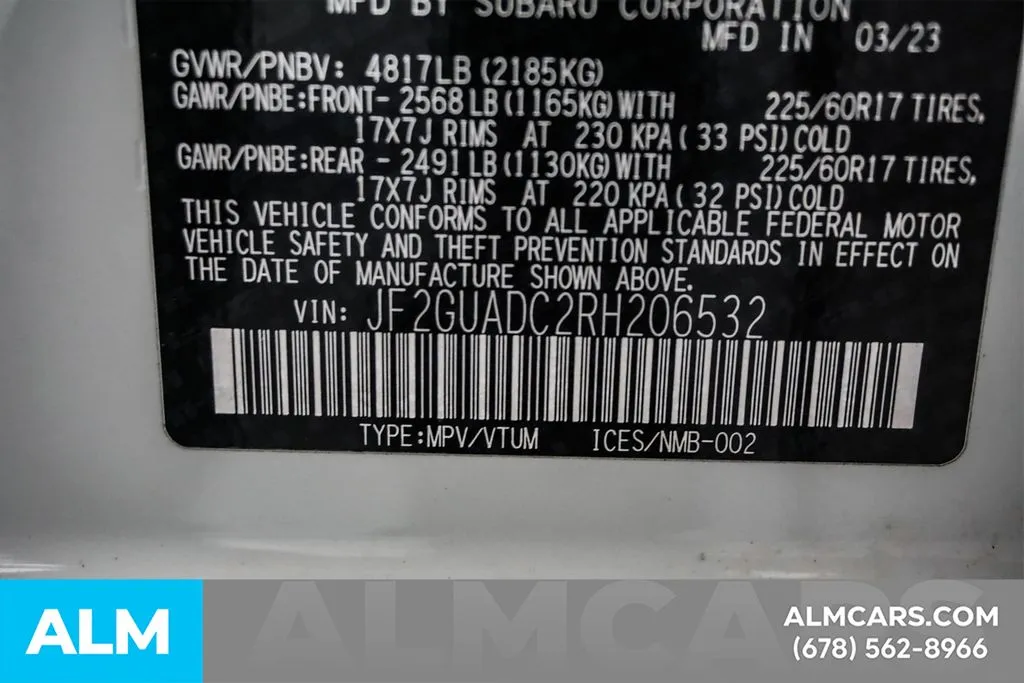 MFD BY SUBARU CORPORATION
MFD IN 03/23
GVWR/PNBV: 4817LB (2185KG)
GAWR/PNBE:FRONT- 2568 LB (1165KG) WITH 225/60R17 TIRES,
17X7J RIMS AT 230 KPA ( 33 PSI) COLD
GAWR/PNBE:REAR - 2491 LB (1130KG) WITH 225/60R17 TIRES,
17X7J RIMS AT 220 KPA ( 32 PSI) COLD
THIS VEHICLE CONFORMS TO ALL APPLICABLE FEDERAL MOTOR
VEHICLE SAFETY AND THEFT PREVENTION STANDARDS IN EFFECT ON
THE DATE OF MANUFACTURE SHOWN ABOVE.
VIN: JF2GUADC2RH206532
TYPE:MPV/VTUM ICES/NMB-002
ALM
ALMCARS
ALMCARS.COM
(678) 562-8966